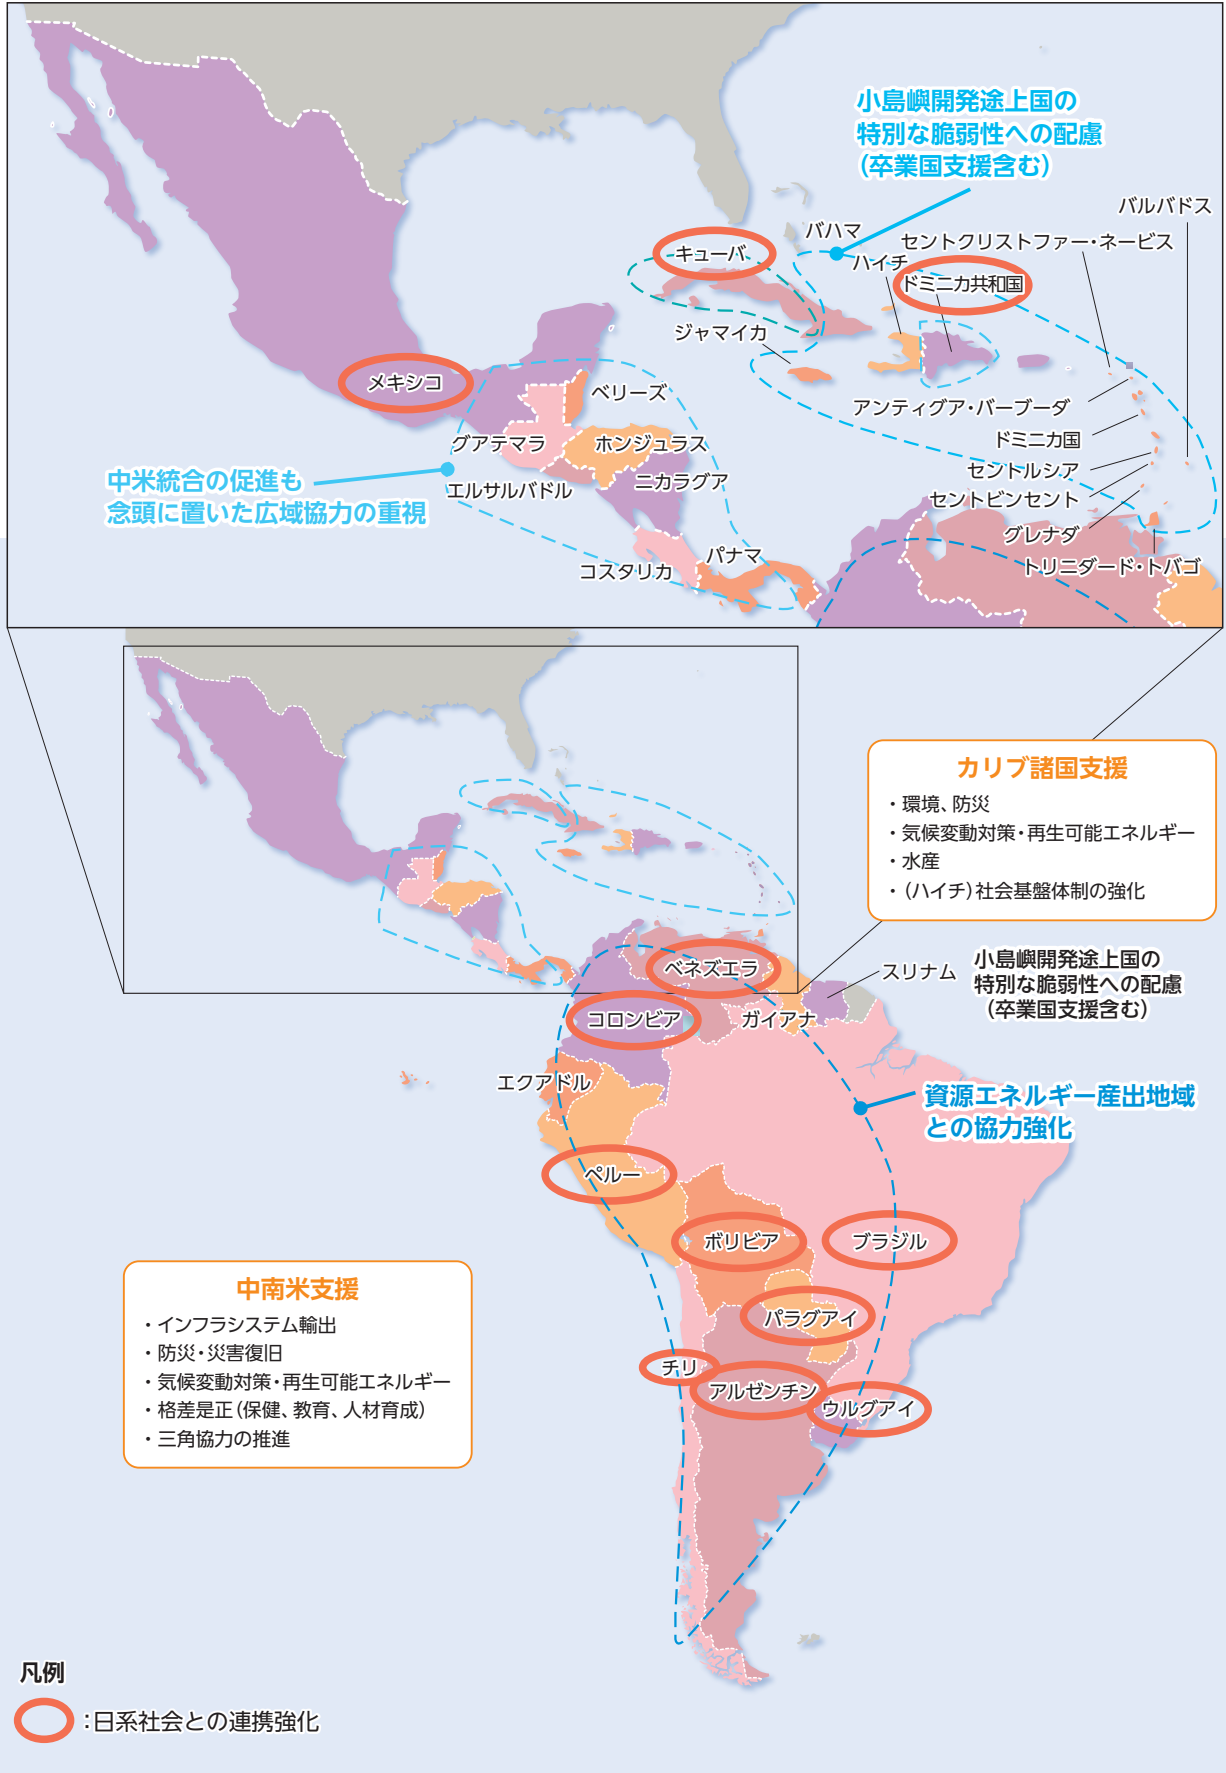 小島嶼開発途上国の
特別な脆弱性への配慮
（卒業国支援含む）
バルバドス
バハマ
セントクリストファー・ネービス
キューバ
ハイチ
ドミニカ共和国
ジャマイカ
メキシコ
ベリーズ
アンティグア・バーブーダ
グアテマラ
ホンジュラス
ドミニカ国
中米統合の促進も
念頭に置いた広域協力の重視
エルサルバドル
ニカラグア
セントルシア
セントビンセント
グレナダ
コスタリカ
パナマ
トリニダード・トバゴ
カリブ諸国支援
・環境、防災
・気候変動対策・再生可能エネルギー
・水産
・（ハイチ）社会基盤体制の強化
ベネズエラ
スリナム
小島嶼開発途上国の
特別な脆弱性への配慮
（卒業国支援含む）
コロンビア
ガイアナ
エクアドル
資源エネルギー産出地域
との協力強化
ペルー
ボリビア
ブラジル
中南米支援
・インフラシステム輸出
・防災・災害復旧
・気候変動対策・再生可能エネルギー
・格差是正（保健、教育、人材育成）
・三角協力の推進
パラグアイ
チリ
アルゼンチン
ウルグアイ
凡例
：日系社会との連携強化